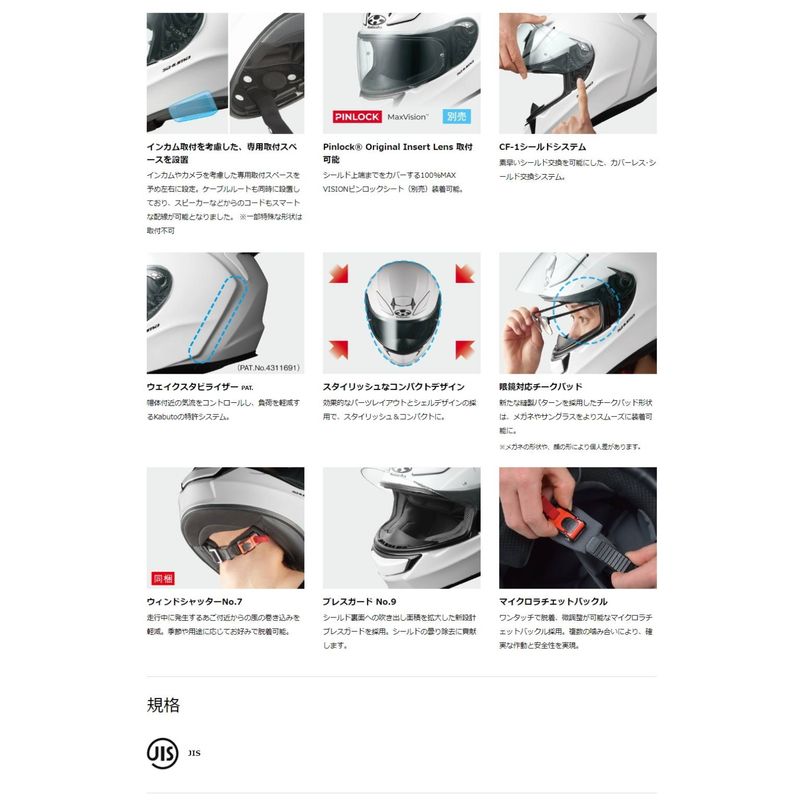 SHUMA
PINLOCK MaxVision™ 別売
インカム取付を考慮した、専用取付スペ
ースを設置
インカムやカメラを考慮した専用取付スペースを
予め左右に設定。ケーブルルートも同時に設置し
ており、スピーカーなどからのコードもスマート
な配線が可能となりました。 ※一部特殊な形状は
取付不可
Pinlock® Original Insert Lens 取付
可能
シールド上端までをカバーする100%MAX
VISIONピンロックシート（別売）装着可能。
CF-1シールドシステム
素早いシールド交換を可能にした、カバーレス･シ
ールド交換システム。
(PAT.No.4311691)
ウェイクスタビライザー PAT.
帽体付近の気流をコントロールし、負荷を軽減す
るKabutoの特許システム。
スタイリッシュなコンパクトデザイン
効果的なパーツレイアウトとシェルデザインの採
用で、スタイリッシュ＆コンパクトに。
眼鏡対応チークパッド
新たな縫製パターンを採用したチークパッド形状
は、メガネやサングラスをよりスムーズに装着可
能に。
※メガネの形状や、顔の形により個人差があります。
同梱
ウィンドシャッターNo.7
走行中に発生するあご付近からの風の巻き込みを
軽減。季節や用途に応じてお好みで脱着可能。
ブレスガード No.9
シールド裏面への吹き出し面積を拡大した新設計
ブレスガードを採用。シールドの曇り除去に貢献
します。
マイクロラチェットバックル
ワンタッチで脱着、微調整が可能なマイクロラチ
ェットバックル採用。複数の噛み合いにより、確
実な作動と安全性を実現。
規格
JIS JIS